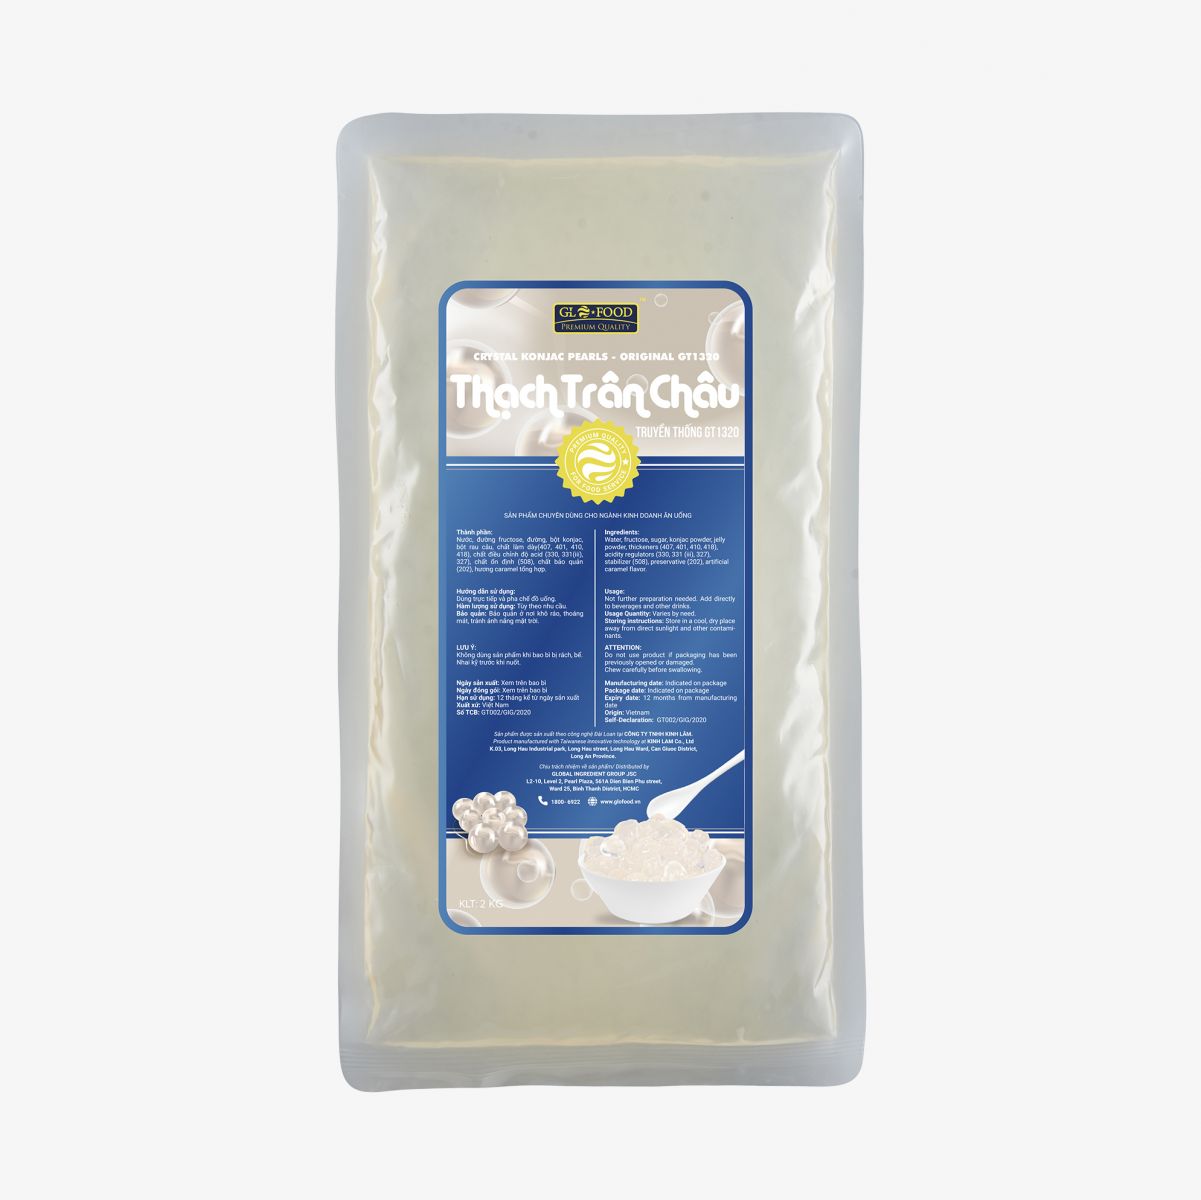 GLOFOOD ™
PREMIUM QUALITY
CRYSTAL KONJAC PEARLS - ORIGINAL GT1320
Thạch Trân Châu
TRUYỀN THỐNG GT1320
PREMIUM QUALITY
FOR FOOD SERVICE
SẢN PHẨM CHUYÊN DÙNG CHO NGÀNH KINH DOANH ĂN UỐNG
Thành phần:
Nước, đường fructose, đường, bột konjac,
bột rau câu, chất làm dày(407, 401, 410,
418), chất điều chỉnh độ acid (330, 331(iii),
327), chất ổn định (508), chất bảo quản
(202), hương caramel tổng hợp.
Hướng dẫn sử dụng:
Dùng trực tiếp và pha chế đồ uống.
Hàm lượng sử dụng: Tùy theo nhu cầu.
Bảo quản: Bảo quản ở nơi khô ráo, thoáng
mát, tránh ánh nắng mặt trời.
LƯU Ý:
Không dùng sản phẩm khi bao bì bị rách, bể.
Nhai kỹ trước khi nuốt.
Ngày sản xuất: Xem trên bao bì
Ngày đóng gói: Xem trên bao bì
Hạn sử dụng: 12 tháng kể từ ngày sản xuất
Xuất xứ: Việt Nam
Số TCB: GT002/GIG/2020
Ingredients:
Water, fructose, sugar, konjac powder, jelly
powder, thickeners (407, 401, 410, 418),
acidity regulators (330, 331 (iii), 327),
stabilizer (508), preservative (202), artificial
caramel flavor.
Usage:
Not further preparation needed. Add directly
to beverages and other drinks.
Usage Quantity: Varies by need.
Storing instructions: Store in a cool, dry place
away from direct sunlight and other contami-
nants.
ATTENTION:
Do not use product if packaging has been
previously opened or damaged.
Chew carefully before swallowing.
Manufacturing date: Indicated on package
Package date: Indicated on package
Expiry date: 12 months from manufacturing
date
Origin: Vietnam
Self-Declaration: GT002/GIG/2020
Sản phẩm được sản xuất theo công nghệ Đài Loan tại CÔNG TY TNHH KINH LÂM.
Product manufactured with Taiwanese innovative technology at KINH LAM Co., Ltd
K.03, Long Hau Industrial park, Long Hau street, Long Hau Ward, Can Giuoc District,
Long An Province.
Chịu trách nhiệm về sản phẩm/ Distributed by
GLOBAL INGREDIENT GROUP JSC
L2-10, Level 2, Pearl Plaza, 561A Dien Bien Phu street,
Ward 25, Binh Thanh District, HCMC
1800- 6922 www.glofood.vn
KLT: 2 KG